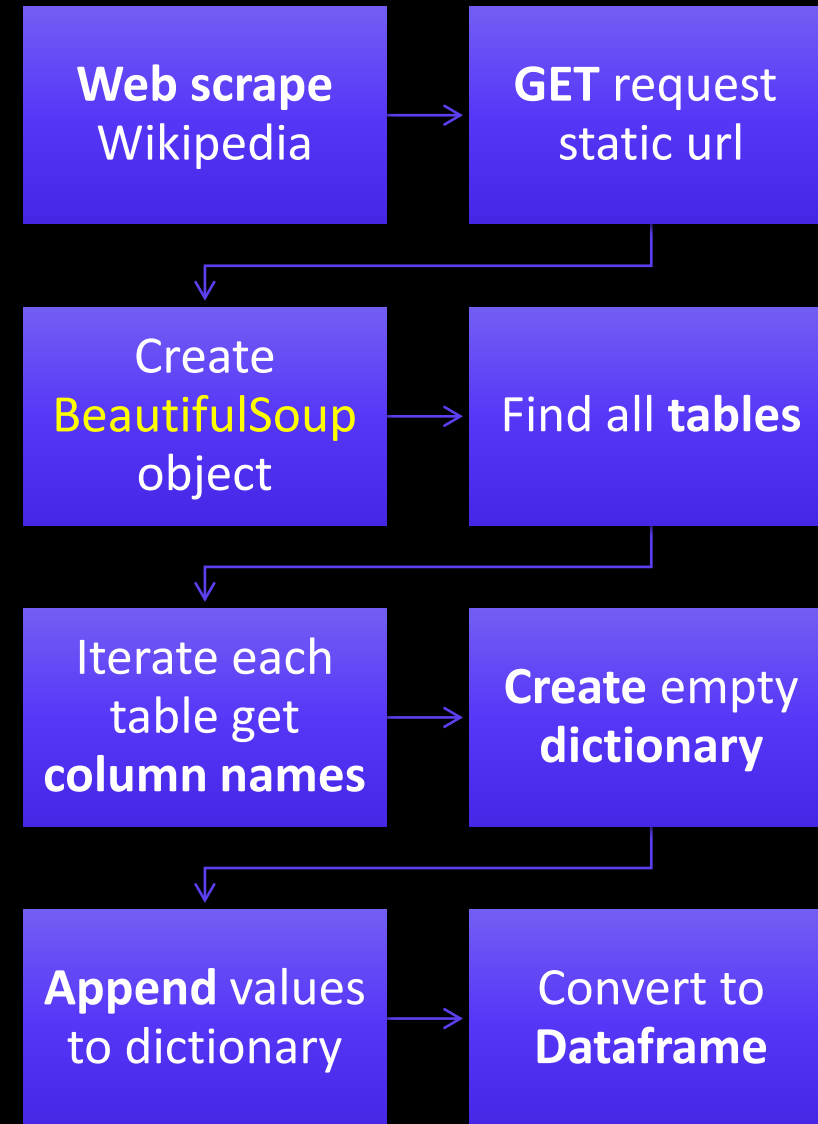 Web scrape
Wikipedia
GET request
static url
Create
BeautifulSoup
object
Find all tables
Iterate each
table get
column names
Create empty
dictionary
Append values
to dictionary
Convert to
Dataframe